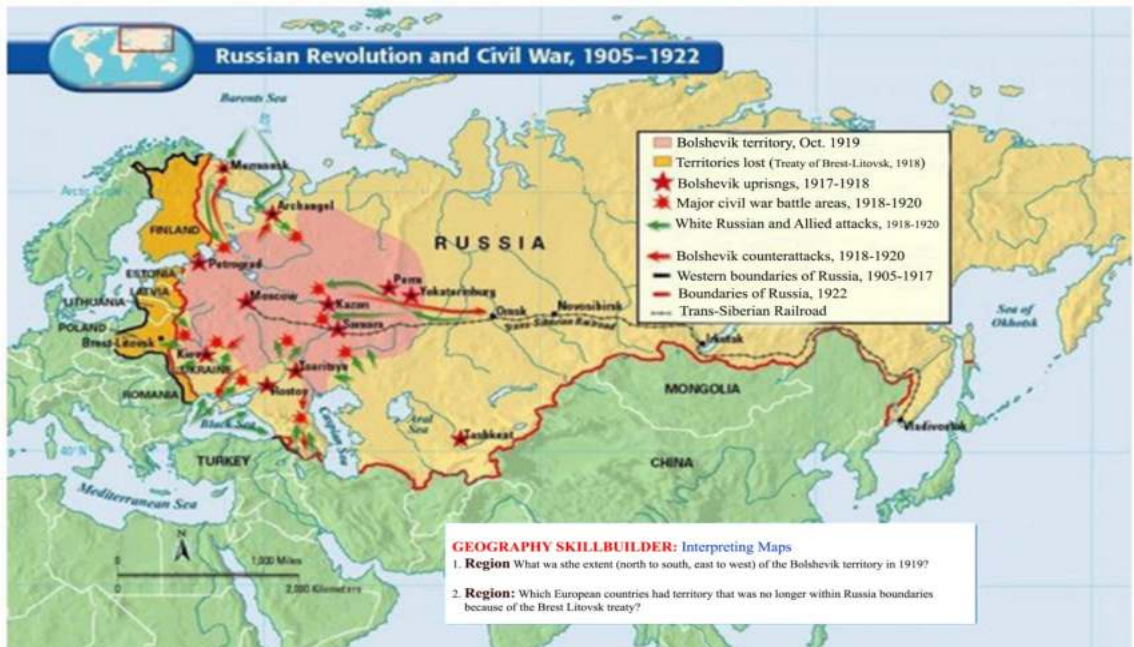 Russian Revolution and Civil War, 1905–1922
Barents Sea
Murmansk
Arctic Circle
Archangel
FINLAND
RUSSIA
Petrograd
ESTONIA
LATVIA
LITHUANIA
Moscow
Perm
Yekaterinburg
Kazan
Samara
Omsk
Novosibirsk
Trans-Siberian Railroad
POLAND
Brest-Litovsk
Kiev
UKRAINE
Tsaritsyn
Rostov
ROMANIA
Irkutsk
Sea of
Okhotsk
MONGOLIA
Vladivostok
Black Sea
Caspian Sea
Aral
Sea
Tashkent
40° N
TURKEY
CHINA
Mediterranean Sea
N
0 1,000 Miles
0 2,000 Kilometers
Bolshevik territory, Oct. 1919
Territories lost (Treaty of Brest-Litovsk, 1918)
Bolshevik uprisngs, 1917-1918
Major civil war battle areas, 1918-1920
White Russian and Allied attacks, 1918-1920
Bolshevik counterattacks, 1918-1920
Western boundaries of Russia, 1905-1917
Boundaries of Russia, 1922
Trans-Siberian Railroad
GEOGRAPHY SKILLBUILDER: Interpreting Maps
1. Region What wa sthe extent (north to south, east to west) of the Bolshevik territory in 1919?
2. Region: Which European countries had territory that was no longer within Russia boundaries
because of the Brest Litovsk treaty?